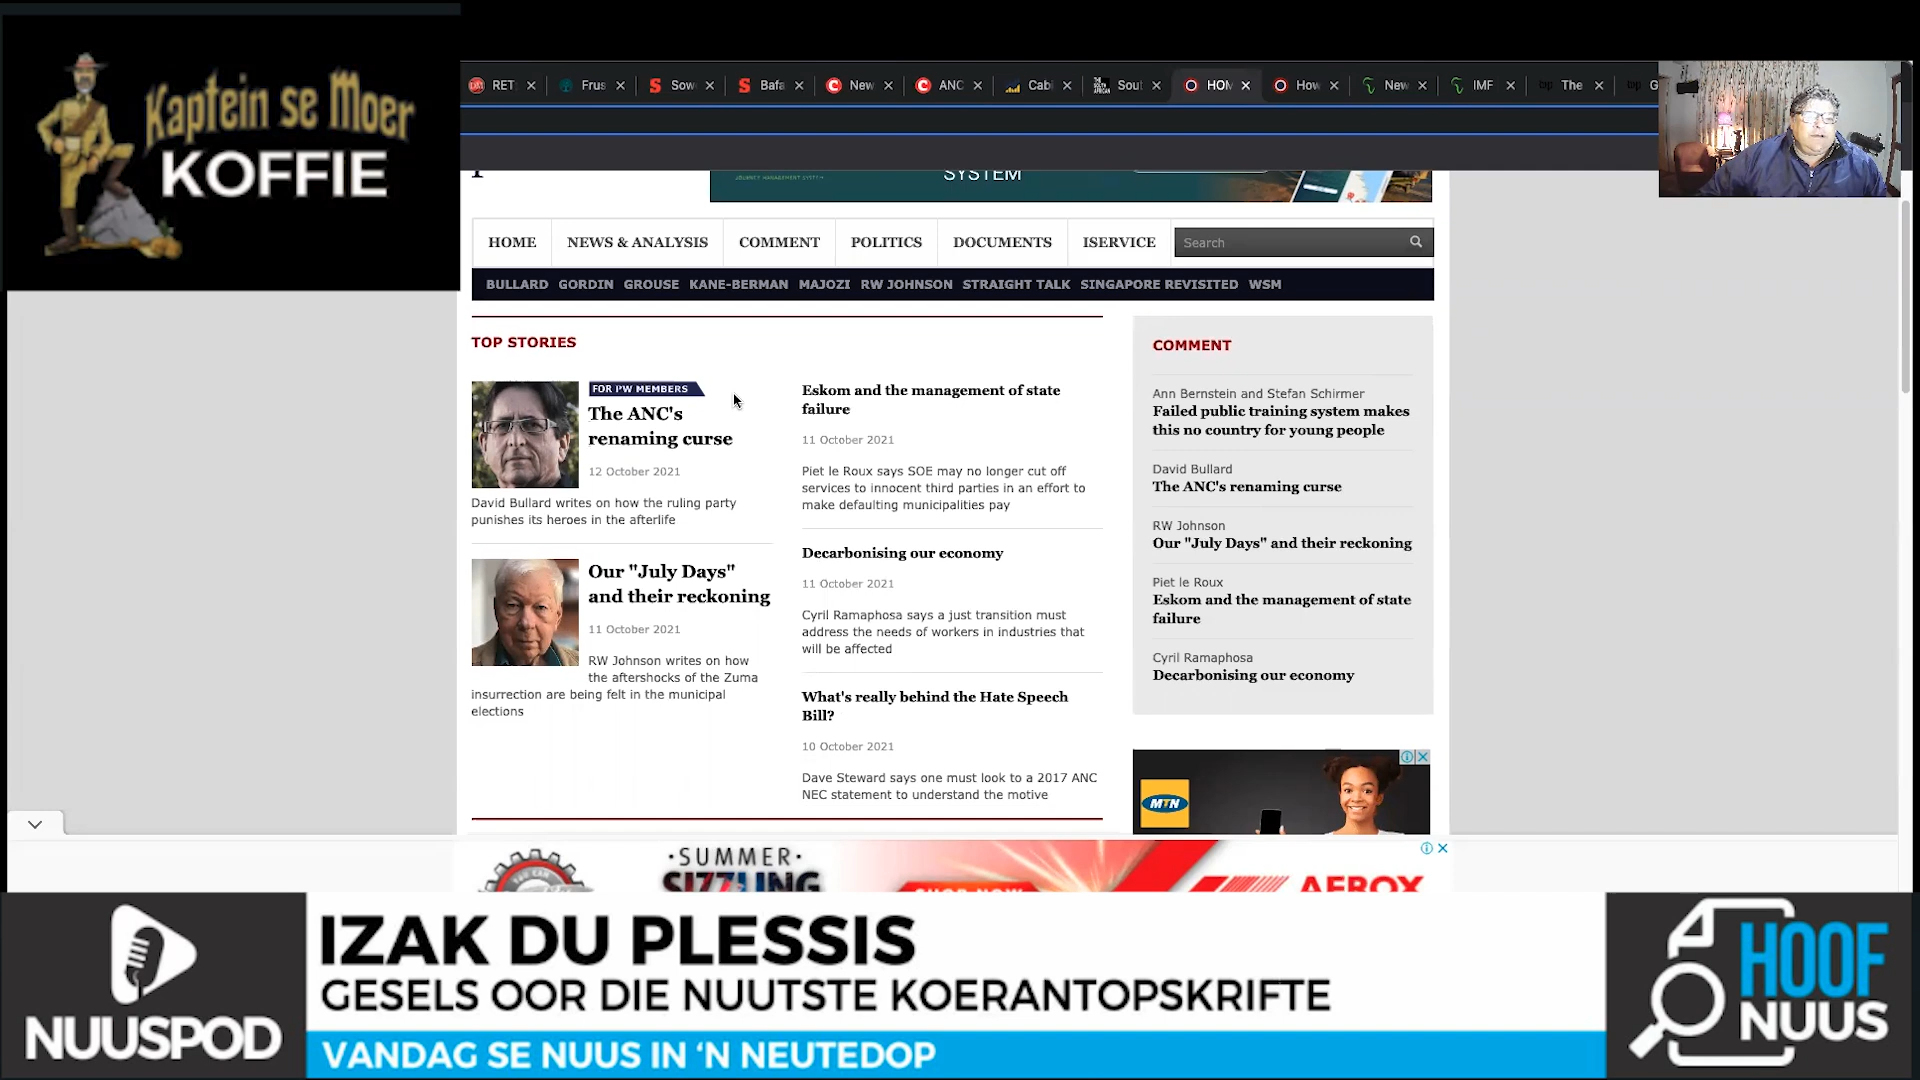 Kaptein se Moer
KOFFIE
RET
Frus
Sow
Bafa
New
ANC
Cabi
THE SOUTH AFRICAN
Sout
HOM
How
New
IMF
The
G
JOURNEY MANAGEMENT SYSTEM
SYSTEM
HOME
NEWS & ANALYSIS
COMMENT
POLITICS
DOCUMENTS
ISERVICE
Search
BULLARD GORDIN GROUSE KANE-BERMAN MAJOZI RW JOHNSON STRAIGHT TALK SINGAPORE REVISITED WSM
TOP STORIES
FOR PW MEMBERS
The ANC's
renaming curse
12 October 2021
David Bullard writes on how the ruling party
punishes its heroes in the afterlife
Our "July Days"
and their reckoning
11 October 2021
RW Johnson writes on how
the aftershocks of the Zuma
insurrection are being felt in the municipal
elections
Eskom and the management of state
failure
11 October 2021
Piet le Roux says SOE may no longer cut off
services to innocent third parties in an effort to
make defaulting municipalities pay
Decarbonising our economy
11 October 2021
Cyril Ramaphosa says a just transition must
address the needs of workers in industries that
will be affected
What's really behind the Hate Speech
Bill?
10 October 2021
Dave Steward says one must look to a 2017 ANC
NEC statement to understand the motive
COMMENT
Ann Bernstein and Stefan Schirmer
Failed public training system makes
this no country for young people
David Bullard
The ANC's renaming curse
RW Johnson
Our "July Days" and their reckoning
Piet le Roux
Eskom and the management of state
failure
Cyril Ramaphosa
Decarbonising our economy
MTN
·SUMMER·
SIZZLING
SHOP NOW
AEROX
IZAK DU PLESSIS
GESELS OOR DIE NUUTSTE KOERANTOPSKRIFTE
VANDAG SE NUUS IN ‘N NEUTEDOP
NUUSPOD
HOOF
NUUS